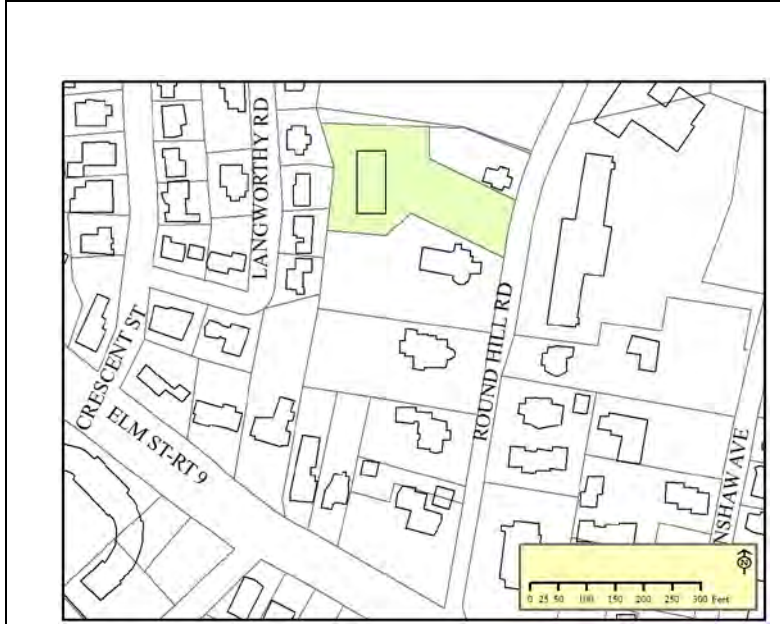 LANGWORTHY RD
CRESCENT ST
ELM ST-RT 9
ROUND HILL RD
NSHAW AVE
N
0 25 50 100 150 200 250 300 Feet